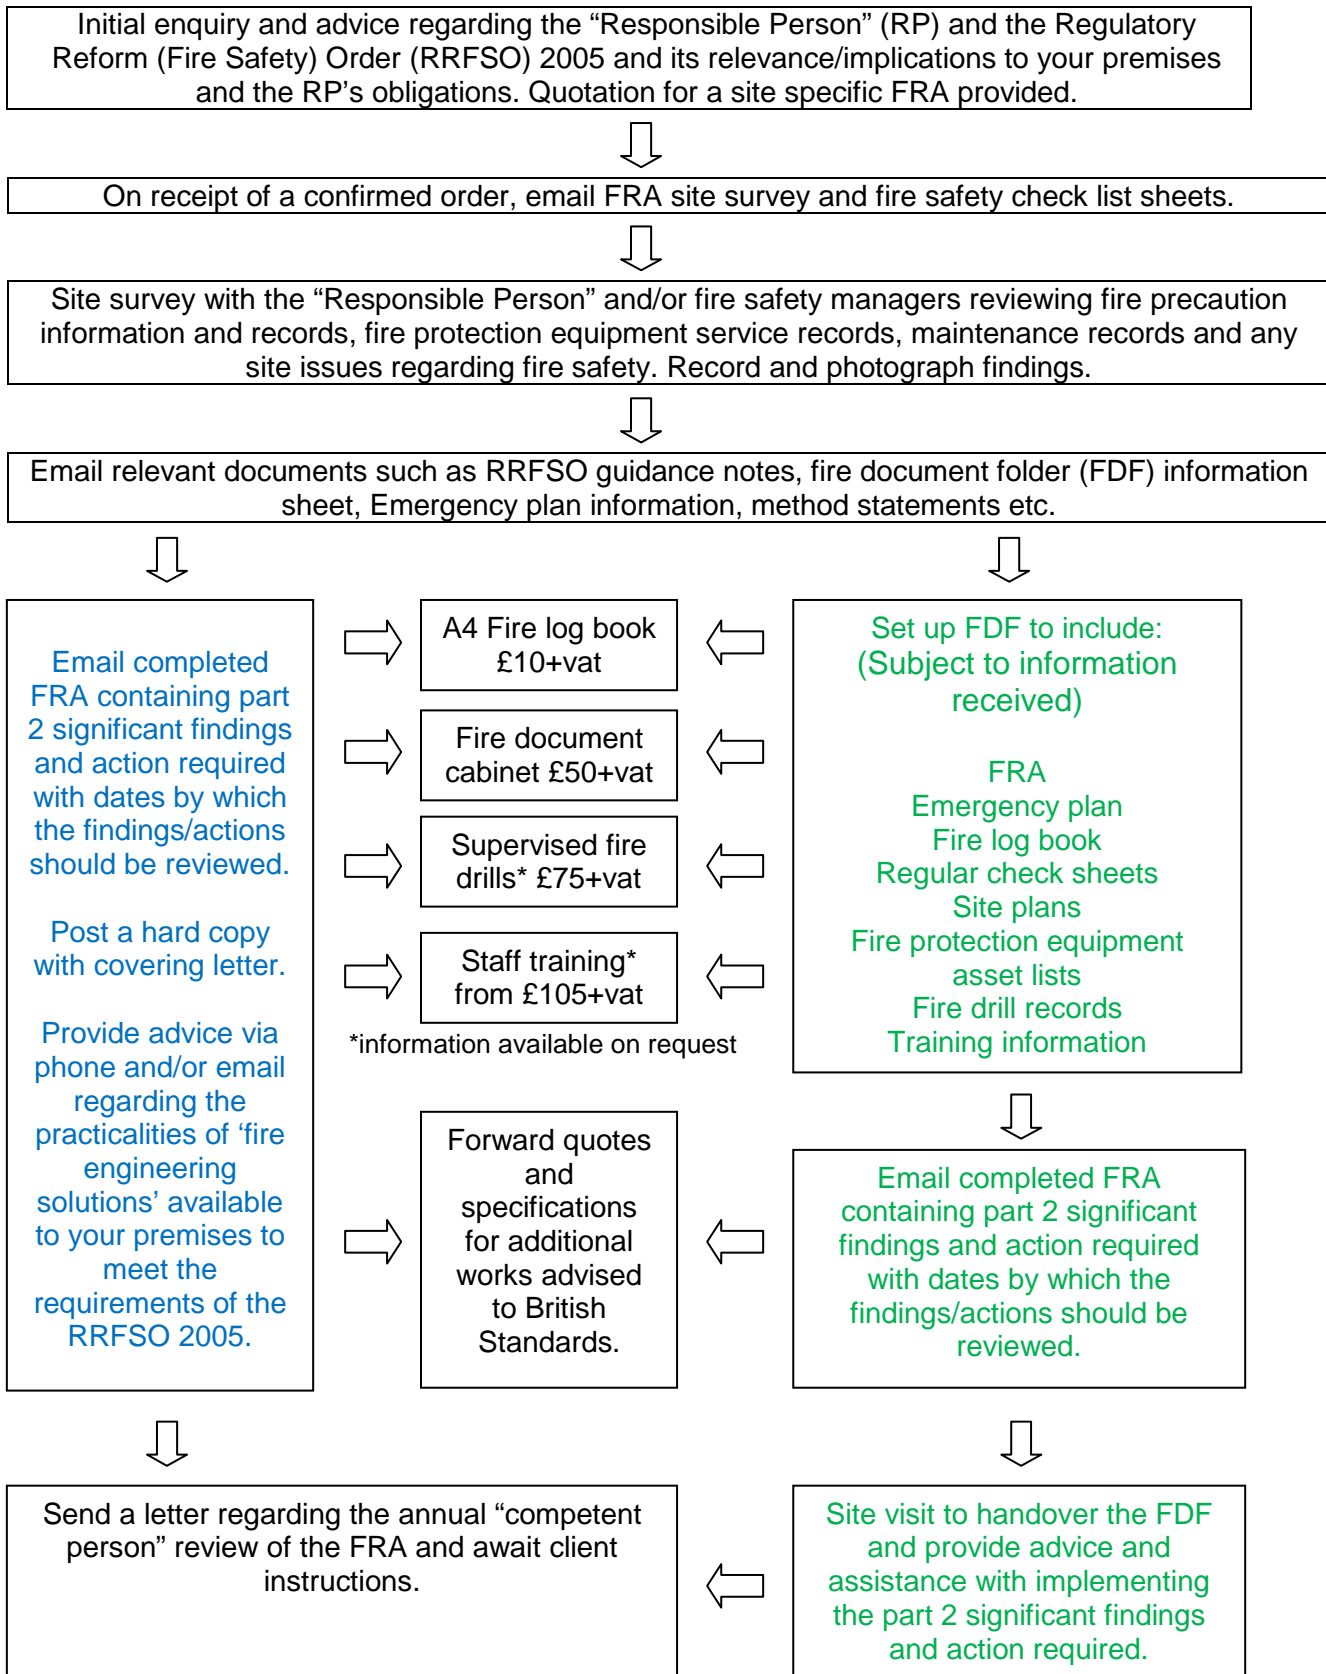 Initial enquiry and advice regarding the “Responsible Person” (RP) and the Regulatory
Reform (Fire Safety) Order (RRFSO) 2005 and its relevance/implications to your premises
and the RP’s obligations. Quotation for a site specific FRA provided.
On receipt of a confirmed order, email FRA site survey and fire safety check list sheets.
Site survey with the “Responsible Person” and/or fire safety managers reviewing fire precaution
information and records, fire protection equipment service records, maintenance records and any
site issues regarding fire safety. Record and photograph findings.
Email relevant documents such as RRFSO guidance notes, fire document folder (FDF) information
sheet, Emergency plan information, method statements etc.
Email completed
FRA containing part
2 significant findings
and action required
with dates by which
the findings/actions
should be reviewed.
Post a hard copy
with covering letter.
Provide advice via
phone and/or email
regarding the
practicalities of ‘fire
engineering
solutions’ available
to your premises to
meet the
requirements of the
RRFSO 2005.
A4 Fire log book
£10+vat
Fire document
cabinet £50+vat
Supervised fire
drills* £75+vat
Staff training*
from £105+vat
*information available on request
Forward quotes
and
specifications
for additional
works advised
to British
Standards.
Set up FDF to include:
(Subject to information
received)
FRA
Emergency plan
Fire log book
Regular check sheets
Site plans
Fire protection equipment
asset lists
Fire drill records
Training information
Email completed FRA
containing part 2 significant
findings and action required
with dates by which the
findings/actions should be
reviewed.
Send a letter regarding the annual “competent
person” review of the FRA and await client
instructions.
Site visit to handover the FDF
and provide advice and
assistance with implementing
the part 2 significant findings
and action required.